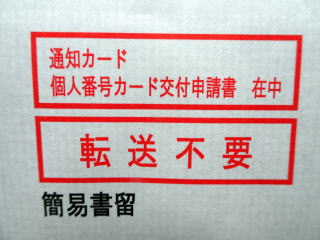 通知カード
個人番号カード交付申請書　在中
転送不要
簡易書留